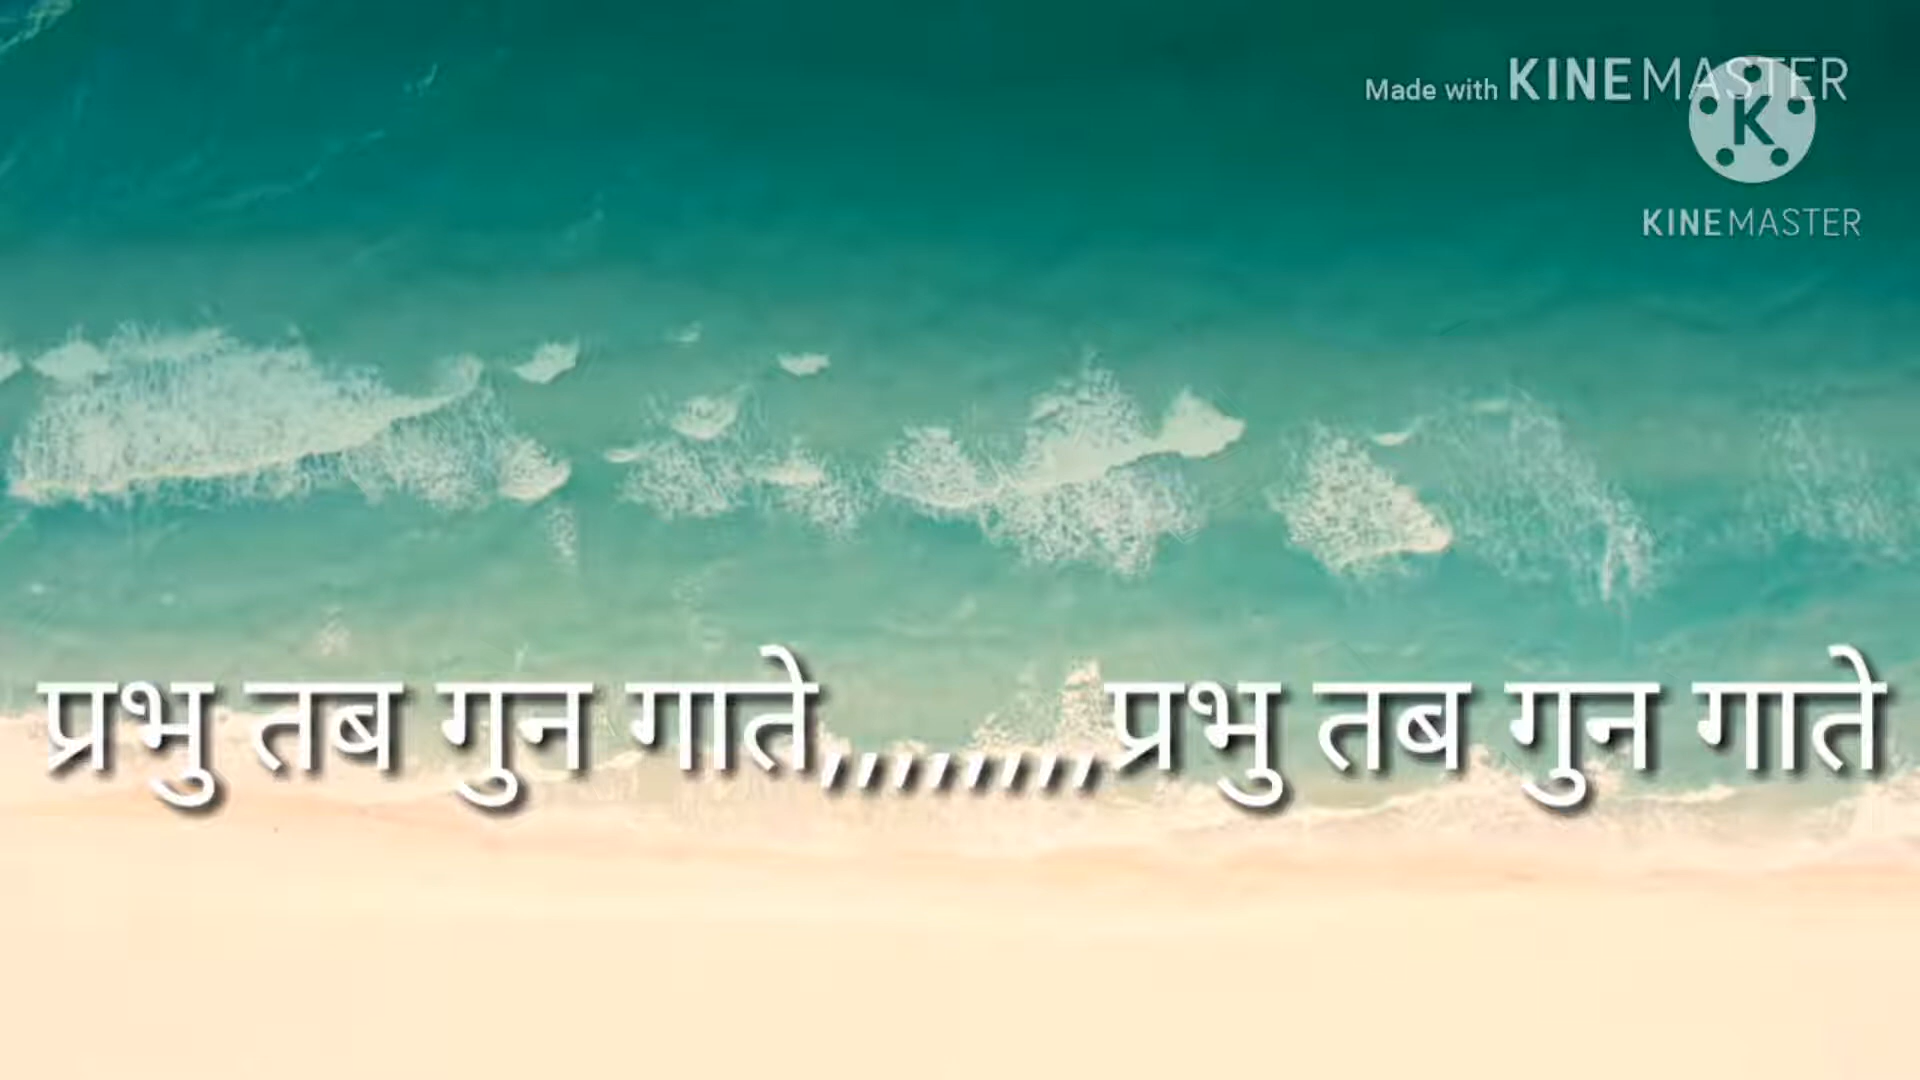 Made with KINEMASTER
K
KINEMASTER
प्रभु तब गुन गाते,,,,,,,,प्रभु तब गुन गाते